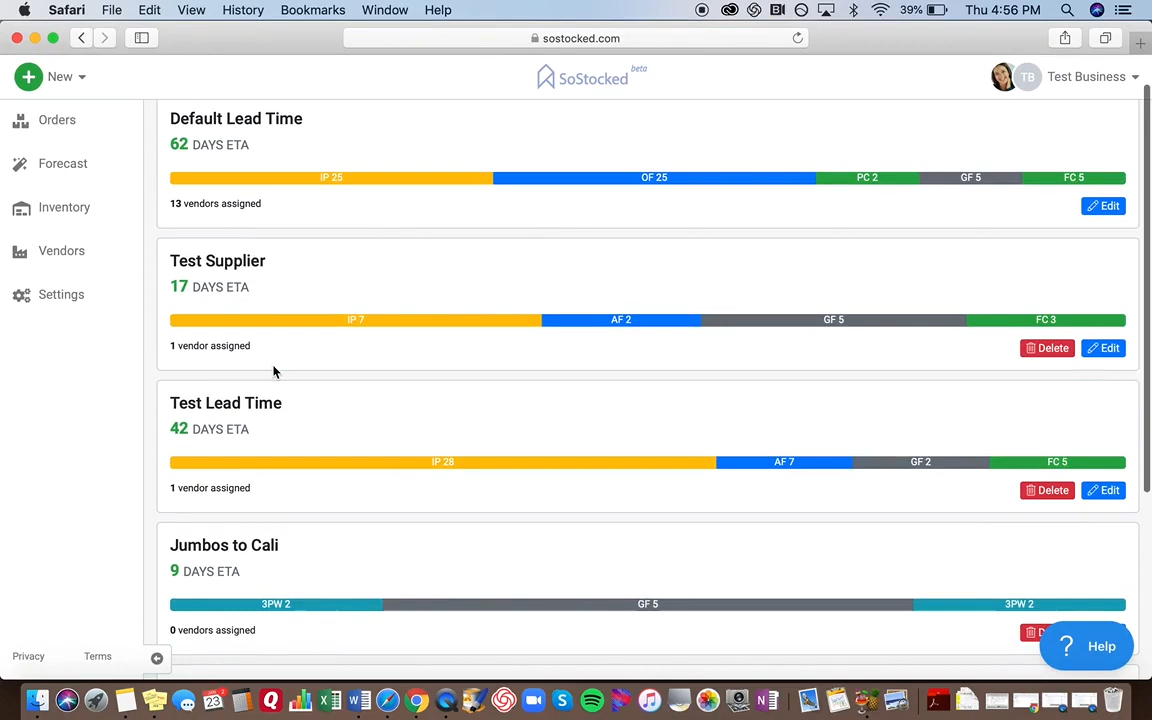 Safari File Edit View History Bookmarks Window Help 39% Thu 4:56 PM
sostocked.com
New SoStocked beta TB Test Business
Orders
Forecast
Inventory
Vendors
Settings
Default Lead Time
62 DAYS ETA
IP 25 OF 25 PC 2 GF 5 FC 5
13 vendors assigned Edit
Test Supplier
17 DAYS ETA
IP 7 AF 2 GF 5 FC 3
1 vendor assigned Delete Edit
Test Lead Time
42 DAYS ETA
IP 28 AF 7 GF 2 FC 5
1 vendor assigned Delete Edit
Jumbos to Cali
9 DAYS ETA
3PW 2 GF 5 3PW 2
0 vendors assigned D
? Help
Privacy Terms
23